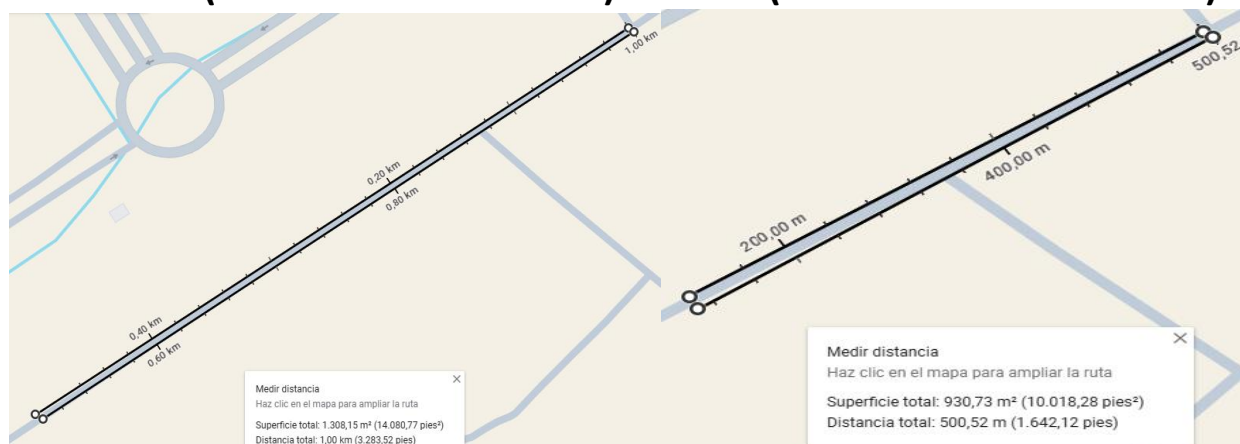 1,00 km
0,20 km
0,80 km
0,40 km
0,60 km
Medir distancia
Haz clic en el mapa para ampliar la ruta
Superficie total: 1.308,15 m² (14.080,77 pies²)
Distancia total: 1,00 km (3.283,52 pies)
500,52
400,00 m
200,00 m
Medir distancia
Haz clic en el mapa para ampliar la ruta
Superficie total: 930,73 m² (10.018,28 pies²)
Distancia total: 500,52 m (1.642,12 pies)